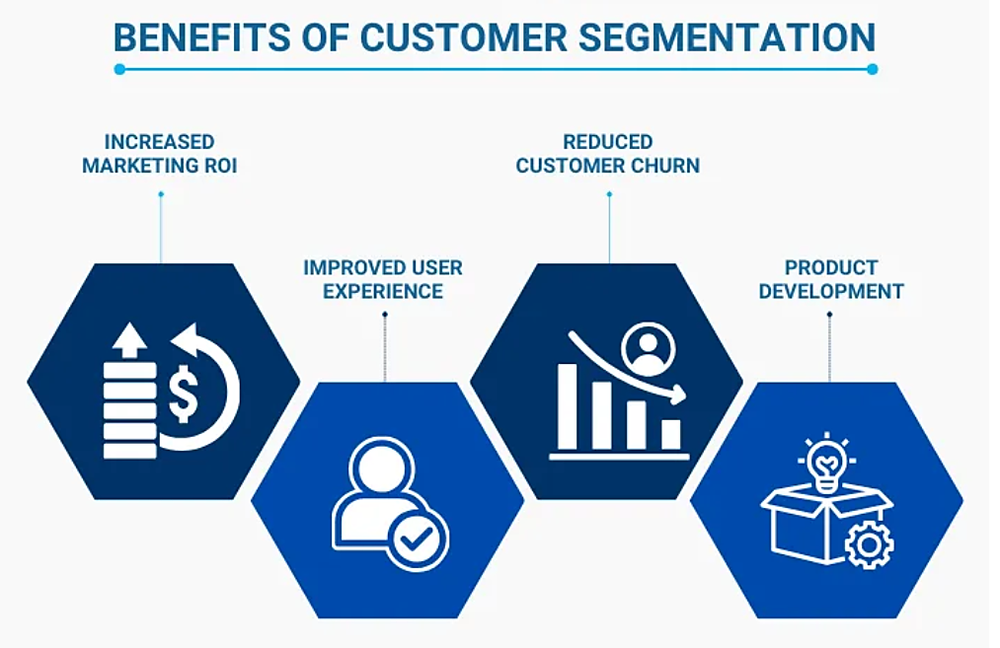 BENEFITS OF CUSTOMER SEGMENTATION
INCREASED
MARKETING ROI
REDUCED
CUSTOMER CHURN
IMPROVED USER
EXPERIENCE
PRODUCT
DEVELOPMENT
$